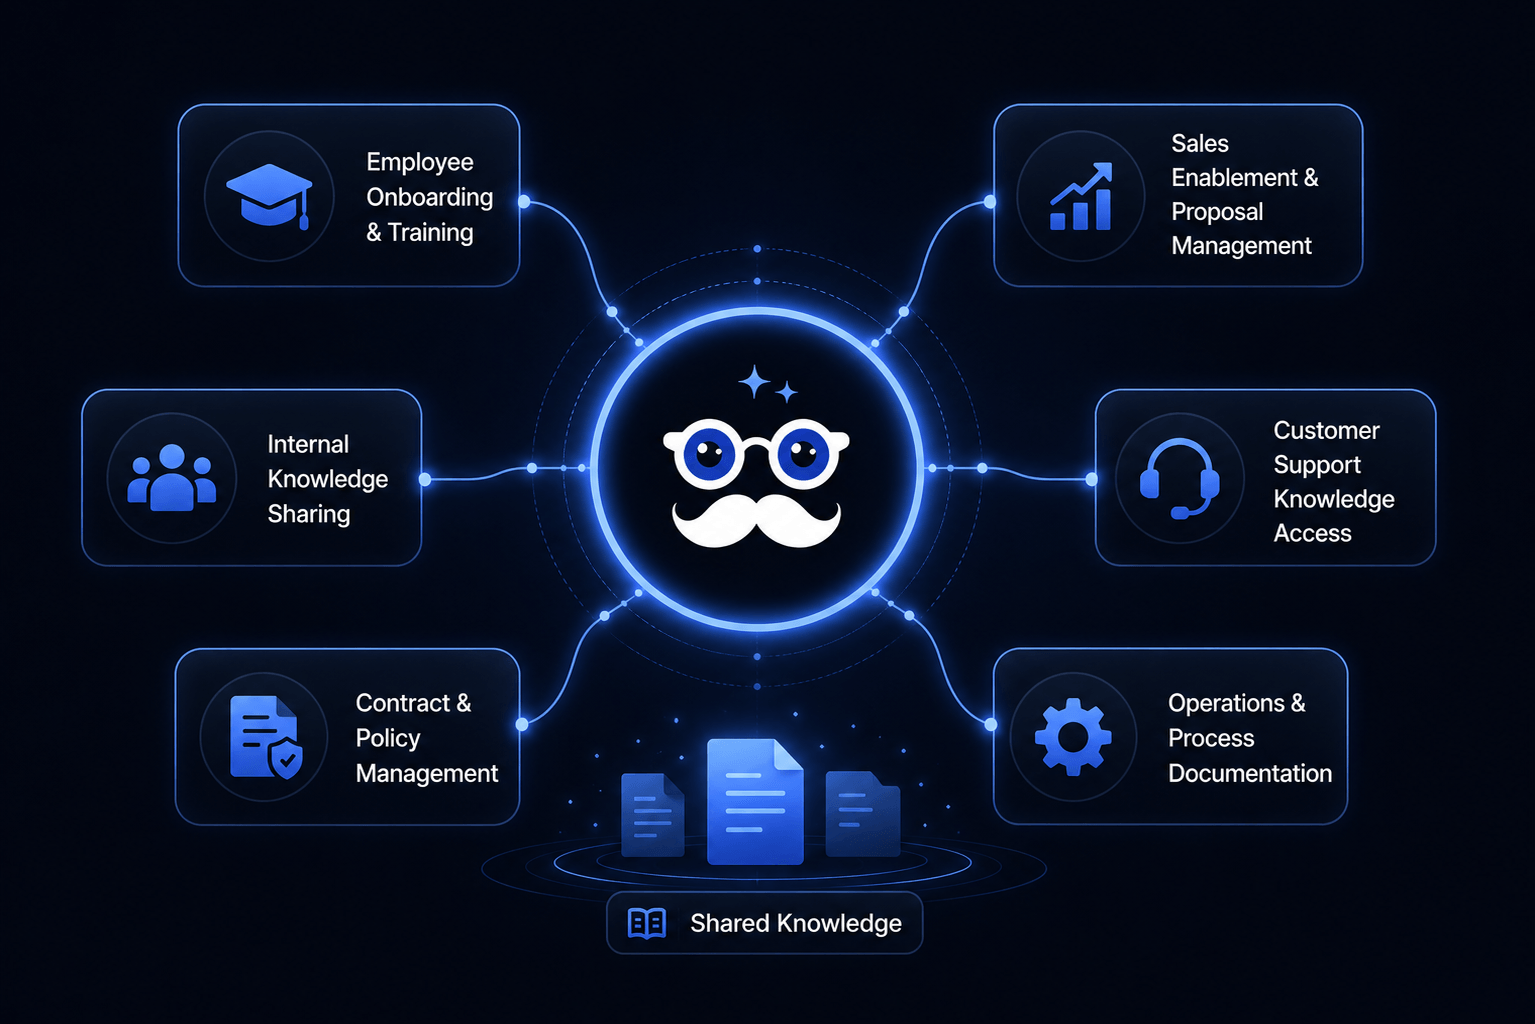 Employee
Onboarding
& Training
Sales
Enablement &
Proposal
Management
Internal
Knowledge
Sharing
Customer
Support
Knowledge
Access
Contract &
Policy
Management
Operations &
Process
Documentation
Shared Knowledge